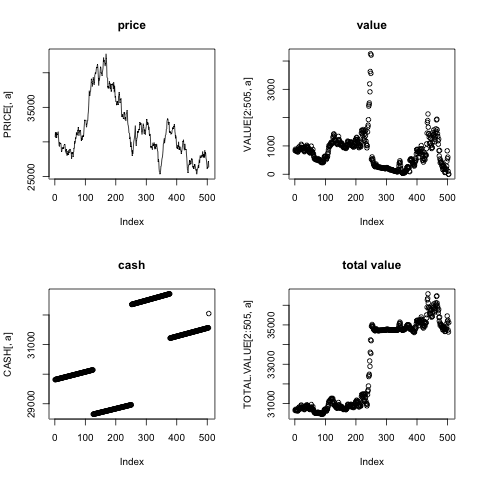 price
PRICE[, a]
25000 35000
0 100 200 300 400 500
Index
value
VALUE[2:505, a]
0 1000 3000
0 100 200 300 400 500
Index
cash
CASH[, a]
29000 31000
0 100 200 300 400 500
Index
total value
TOTAL.VALUE[2:505, a]
31000 33000 35000
0 100 200 300 400 500
Index